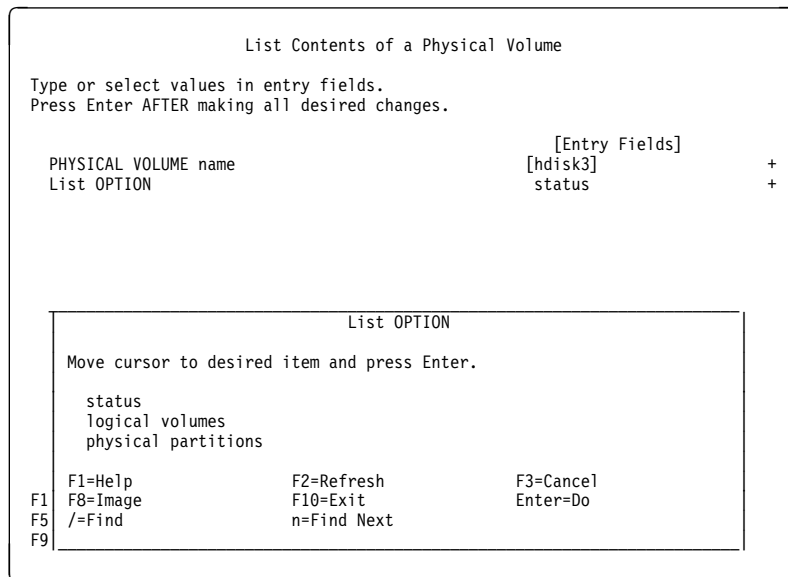 List Contents of a Physical Volume
Type or select values in entry fields.
Press Enter AFTER making all desired changes.
[Entry Fields]
PHYSICAL VOLUME name [hdisk3] +
List OPTION status +
List OPTION
Move cursor to desired item and press Enter.
status
logical volumes
physical partitions
F1=Help F2=Refresh F3=Cancel
F1 F8=Image F10=Exit Enter=Do
F5 /=Find n=Find Next
F9